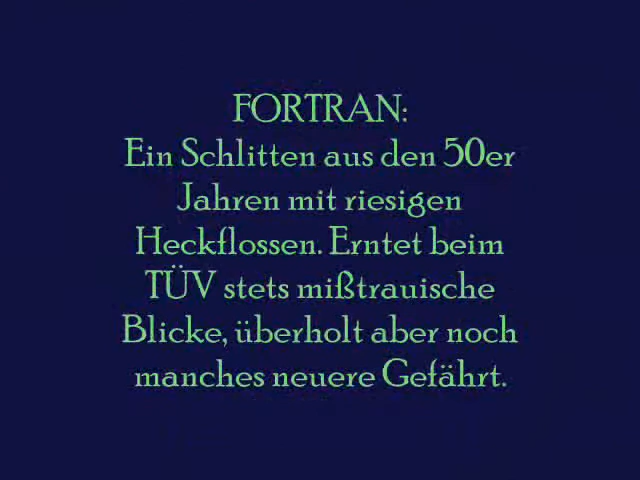 FORTRAN:
Ein Schlitten aus den 50er
Jahren mit riesigen
Heckflossen. Erntet beim
TÜV stets mißtrauische
Blicke, überholt aber noch
manches neuere Gefährt.